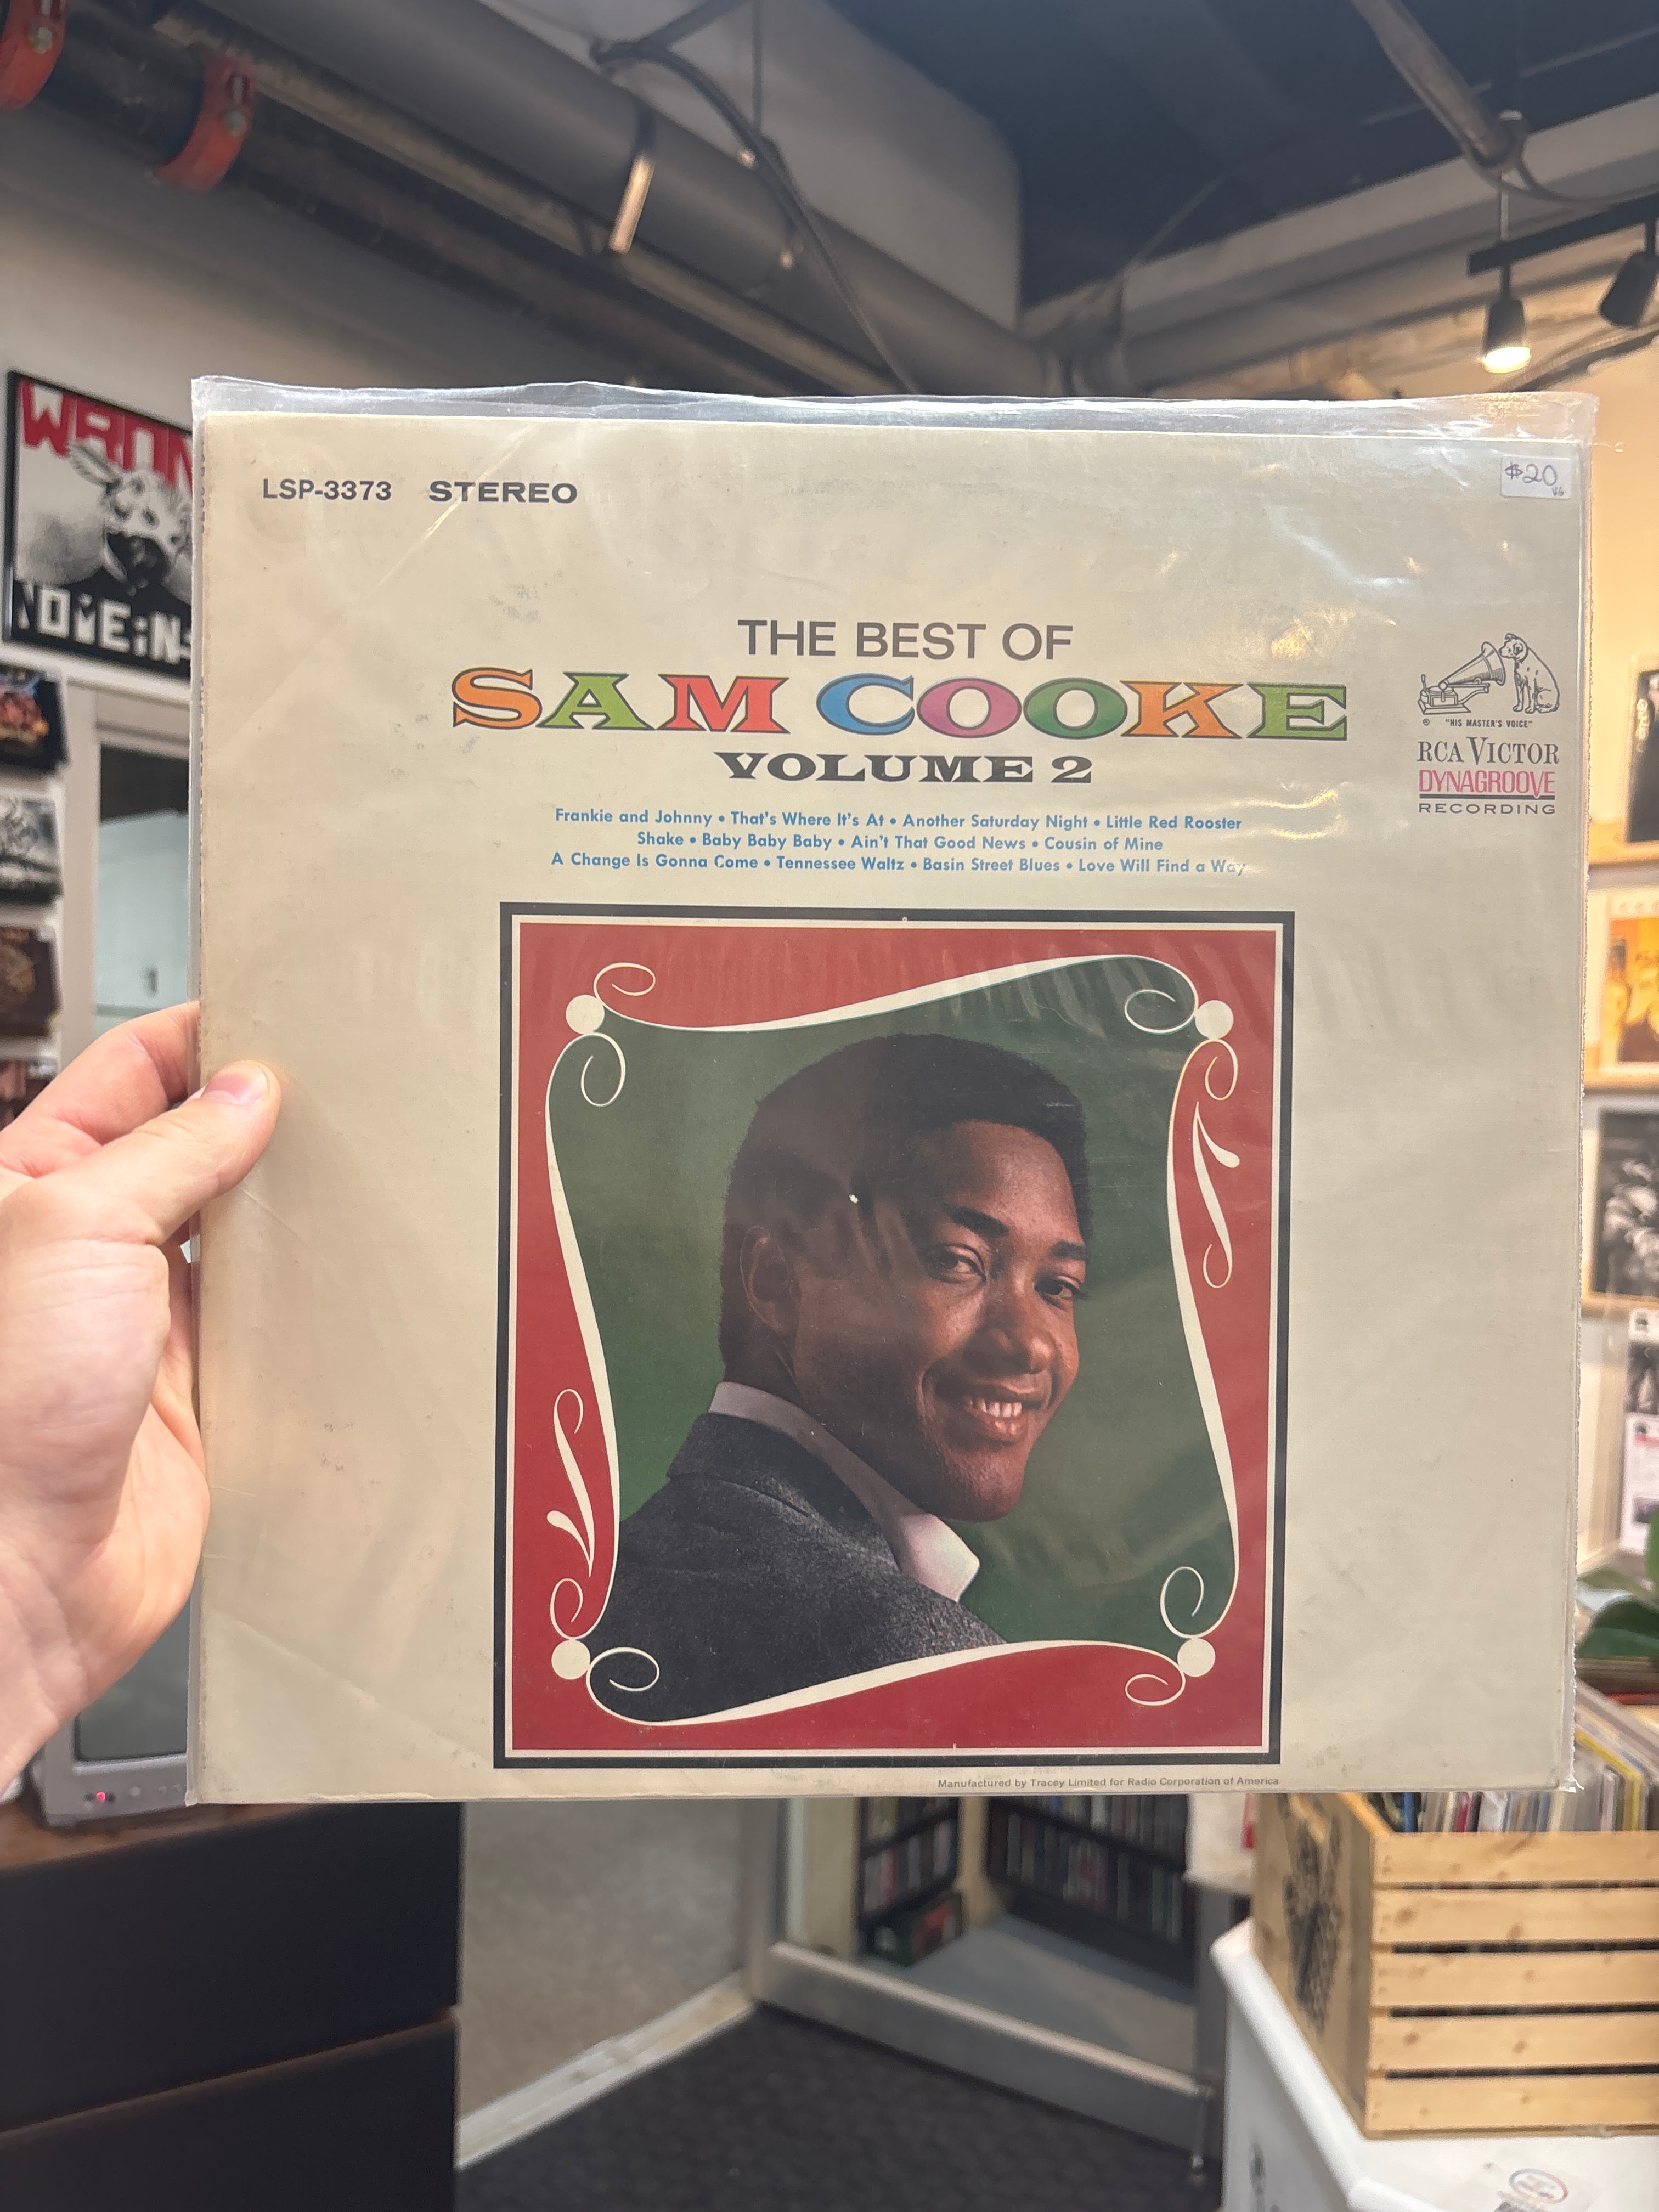 WRON
LSP-3373 STEREO
$20
VG
THE BEST OF
SAM COOKE
VOLUME 2
"HIS MASTER'S VOICE"
RCA VICTOR
DYNAGROOVE
RECORDING
Frankie and Johnny • That's Where It's At • Another Saturday Night • Little Red Rooster
Shake • Baby Baby Baby • Ain't That Good News • Cousin of Mine
A Change Is Gonna Come • Tennessee Waltz • Basin Street Blues • Love Will Find a Way
Manufactured by Tracey Limited for Radio Corporation of America